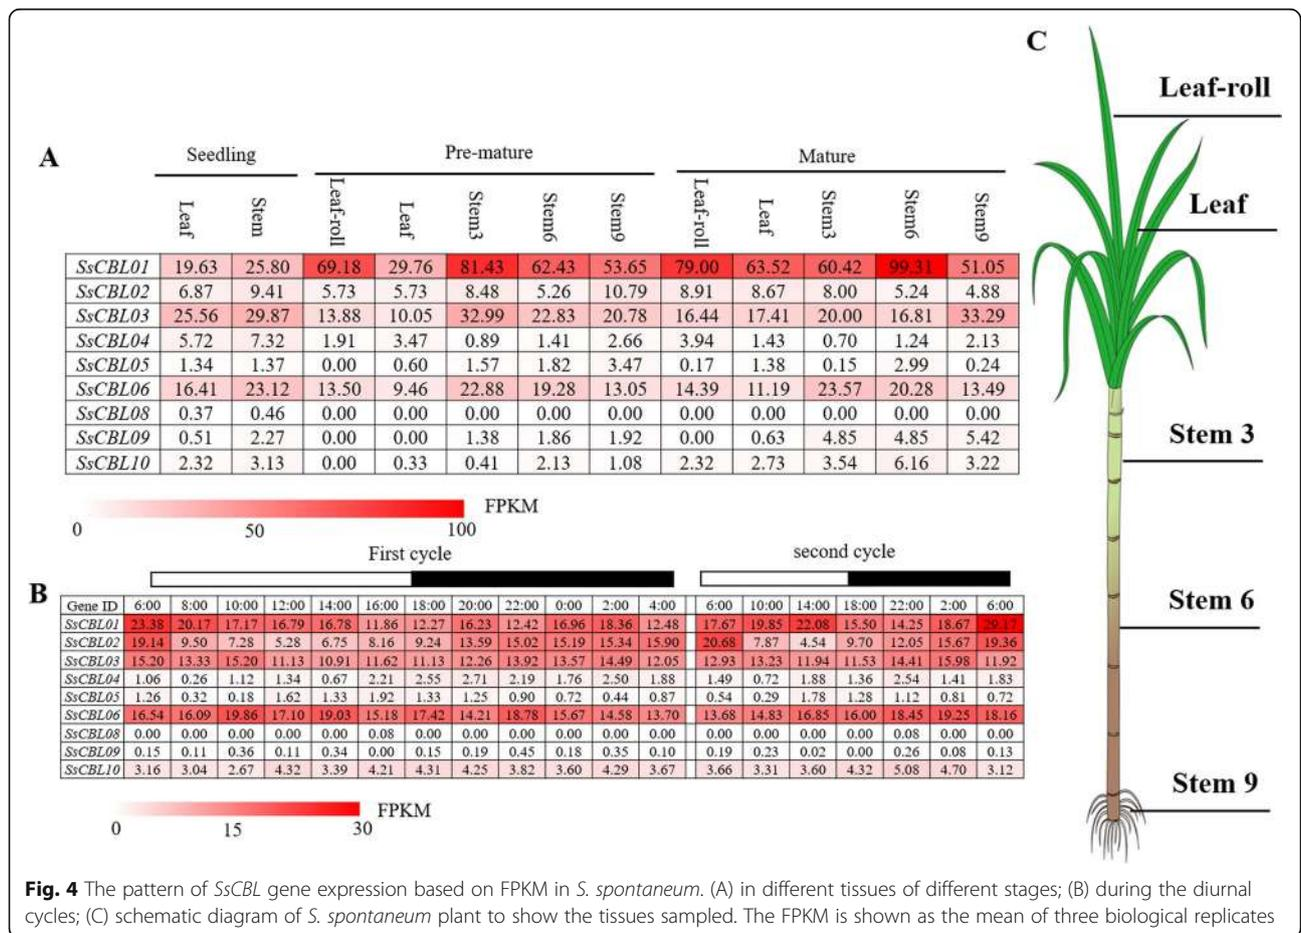 A
Seedling Pre-mature Mature
Leaf Stem Leaf-roll Leaf Stem3 Stem6 Stem9 Leaf-roll Leaf Stem3 Stem6 Stem9
SsCBL01 19.63 25.80 69.18 29.76 81.43 62.43 53.65 79.00 63.52 60.42 99.31 51.05
SsCBL02 6.87 9.41 5.73 5.73 8.48 5.26 10.79 8.91 8.67 8.00 5.24 4.88
SsCBL03 25.56 29.87 13.88 10.05 32.99 22.83 20.78 16.44 17.41 20.00 16.81 33.29
SsCBL04 5.72 7.32 1.91 3.47 0.89 1.41 2.66 3.94 1.43 0.70 1.24 2.13
SsCBL05 1.34 1.37 0.00 0.60 1.57 1.82 3.47 0.17 1.38 0.15 2.99 0.24
SsCBL06 16.41 23.12 13.50 9.46 22.88 19.28 13.05 14.39 11.19 23.57 20.28 13.49
SsCBL08 0.37 0.46 0.00 0.00 0.00 0.00 0.00 0.00 0.00 0.00 0.00 0.00
SsCBL09 0.51 2.27 0.00 0.00 1.38 1.86 1.92 0.00 0.63 4.85 4.85 5.42
SsCBL10 2.32 3.13 0.00 0.33 0.41 2.13 1.08 2.32 2.73 3.54 6.16 3.22
FPKM
0 50 100
First cycle second cycle
B
Gene ID 6:00 8:00 10:00 12:00 14:00 16:00 18:00 20:00 22:00 0:00 2:00 4:00 6:00 10:00 14:00 18:00 22:00 2:00 6:00
SsCBL01 23.38 20.17 17.17 16.79 16.78 11.86 12.27 16.23 12.42 16.96 18.36 12.48 17.67 19.85 22.08 15.50 14.25 18.67 29.17
SsCBL02 19.14 9.50 7.28 5.28 6.75 8.16 9.24 13.59 15.02 15.19 15.34 15.90 20.68 7.87 4.54 9.70 12.05 15.67 19.36
SsCBL03 15.20 13.33 15.20 11.13 10.91 11.62 11.13 12.26 13.92 13.57 14.49 12.05 12.93 13.23 11.94 11.53 14.41 15.98 11.92
SsCBL04 1.06 0.26 1.12 1.34 0.67 2.21 2.55 2.71 2.19 1.76 2.50 1.88 1.49 0.72 1.88 1.36 2.54 1.41 1.83
SsCBL05 1.26 0.32 0.18 1.62 1.33 1.92 1.33 1.25 0.90 0.72 0.44 0.87 0.54 0.29 1.78 1.28 1.12 0.81 0.72
SsCBL06 16.54 16.09 19.86 17.10 19.03 15.18 17.42 14.21 18.78 15.67 14.58 13.70 13.68 14.83 16.85 16.00 18.45 19.25 18.16
SsCBL08 0.00 0.00 0.00 0.00 0.00 0.08 0.00 0.00 0.00 0.00 0.00 0.00 0.00 0.00 0.00 0.00 0.08 0.00 0.00
SsCBL09 0.15 0.11 0.36 0.11 0.34 0.00 0.15 0.19 0.45 0.18 0.35 0.10 0.19 0.23 0.02 0.00 0.26 0.08 0.13
SsCBL10 3.16 3.04 2.67 4.32 3.39 4.21 4.31 4.25 3.82 3.60 4.29 3.67 3.66 3.31 3.60 4.32 5.08 4.70 3.12
FPKM
0 15 30
C
Leaf-roll
Leaf
Stem 3
Stem 6
Stem 9
Fig. 4 The pattern of SsCBL gene expression based on FPKM in S. spontaneum. (A) in different tissues of different stages; (B) during the diurnal
cycles; (C) schematic diagram of S. spontaneum plant to show the tissues sampled. The FPKM is shown as the mean of three biological replicates